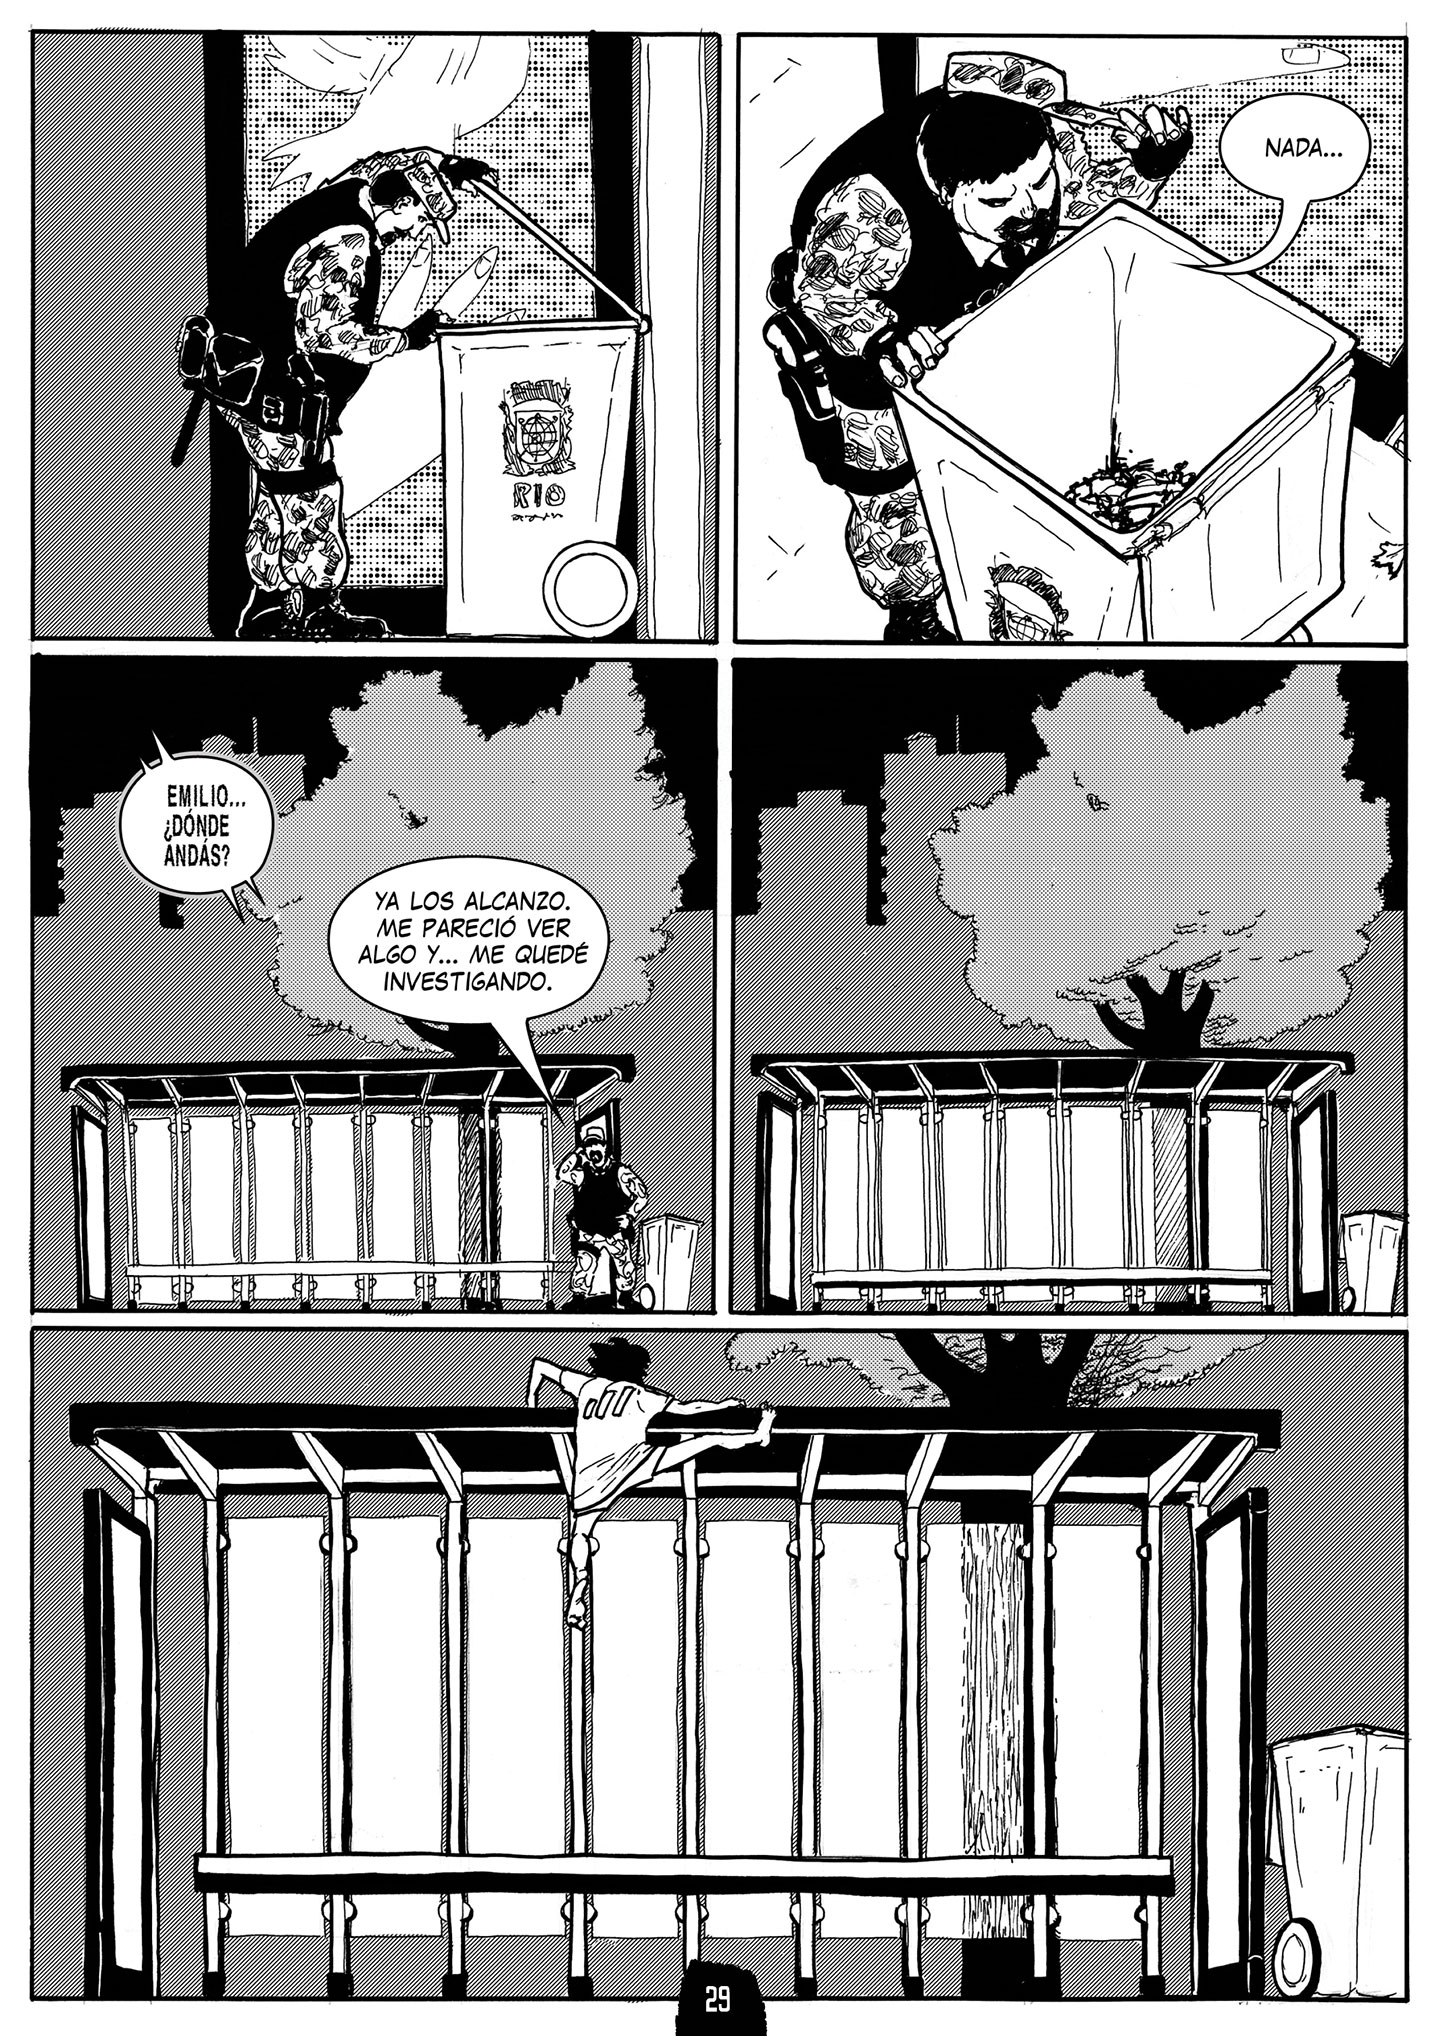 RIO
NADA...
EMILIO...
¿DÓNDE
ANDÁS?
YA LOS ALCANZO.
ME PARECIÓ VER
ALGO Y... ME QUEDÉ
INVESTIGANDO.
29